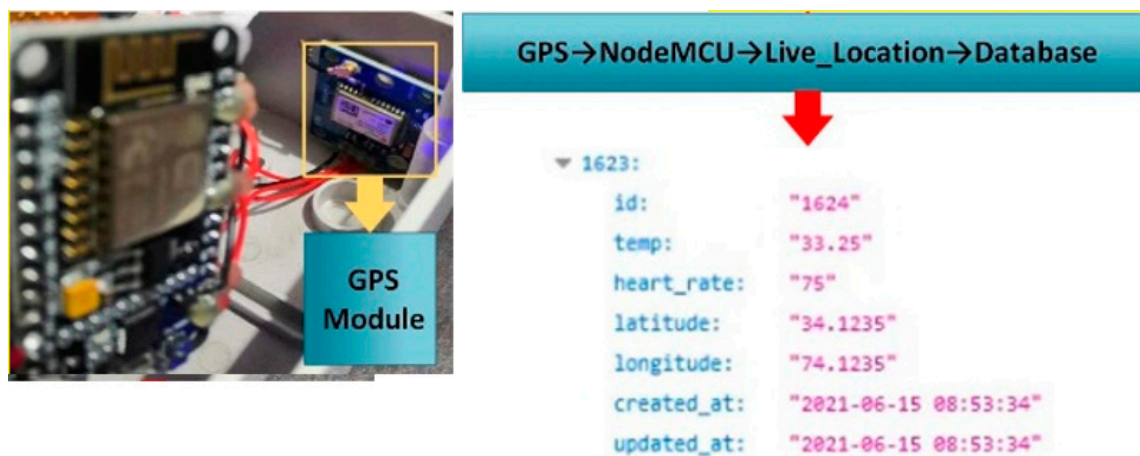 GPS
Module
GPS→NodeMCU→Live_Location→Database
1623:
id: "1624"
temp: "33.25"
heart_rate: "75"
latitude: "34.1235"
longitude: "74.1235"
created_at: "2021-06-15 08:53:34"
updated_at: "2021-06-15 08:53:34"